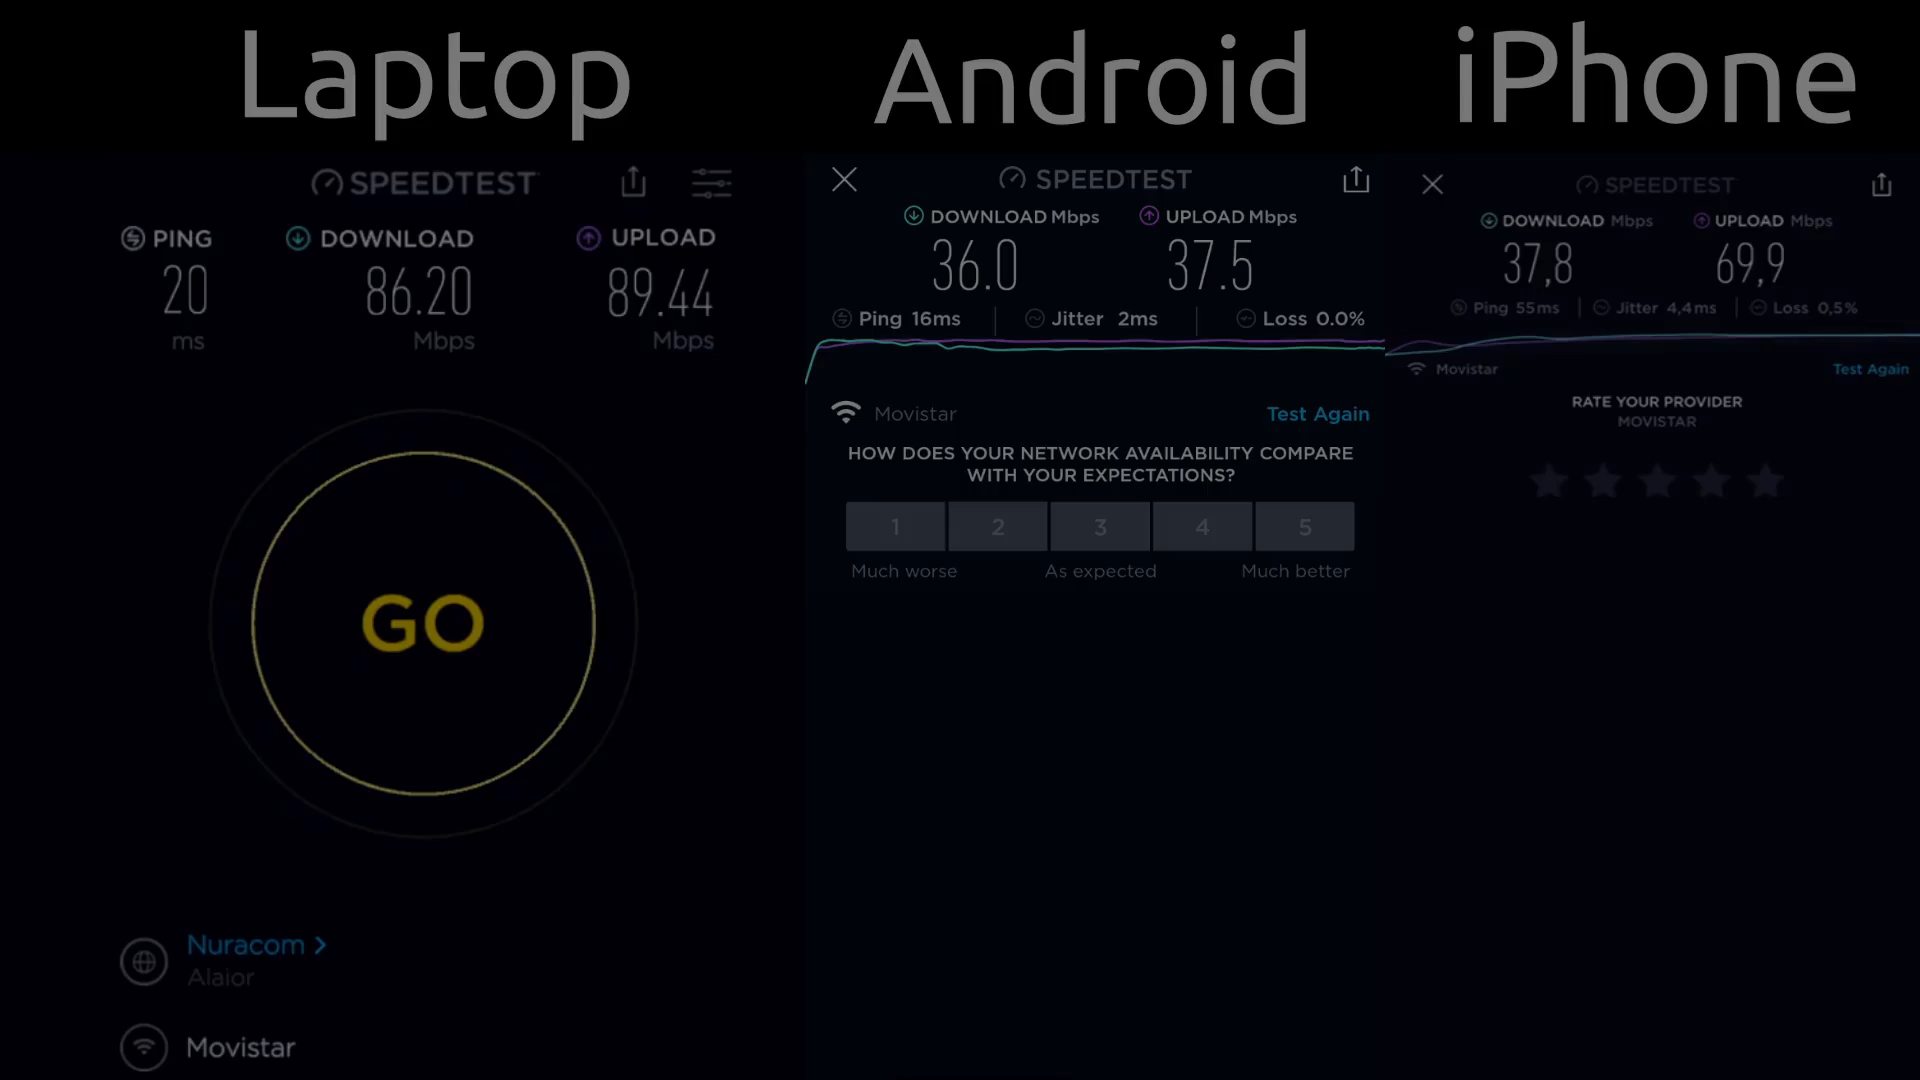 Laptop
Android
iPhone
SPEEDTEST
PING
DOWNLOAD
UPLOAD
20
86.20
89.44
ms
Mbps
Mbps
GO
Nuracom >
Alaior
Movistar
SPEEDTEST
DOWNLOAD Mbps
UPLOAD Mbps
36.0
37.5
Ping 16ms
Jitter 2ms
Loss 0.0%
Movistar
Test Again
HOW DOES YOUR NETWORK AVAILABILITY COMPARE
WITH YOUR EXPECTATIONS?
1 2 3 4 5
Much worse
As expected
Much better
SPEEDTEST
DOWNLOAD Mbps
UPLOAD Mbps
37,8
69,9
Ping 55ms
Jitter 4,4ms
Loss 0,5%
Movistar
Test Again
RATE YOUR PROVIDER
MOVISTAR